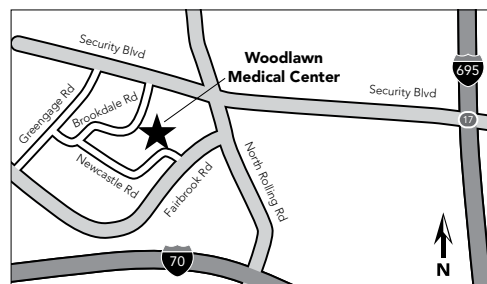 Security Blvd
Woodlawn
Medical Center
695
Security Blvd
17
Greengage Rd
Brookdale Rd
Newcastle Rd
Fairbrook Rd
North Rolling Rd
70
N